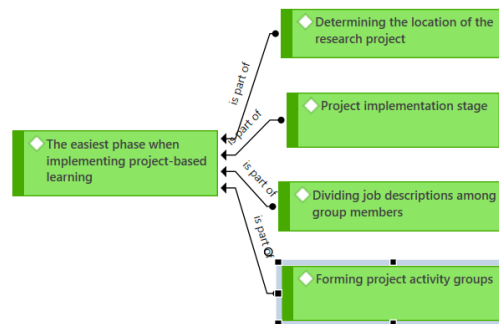 Determining the location of the
research project
is part of
Project implementation stage
is part of
The easiest phase when
implementing project-based
learning
is part of
Dividing job descriptions among
group members
is part of
Forming project activity groups